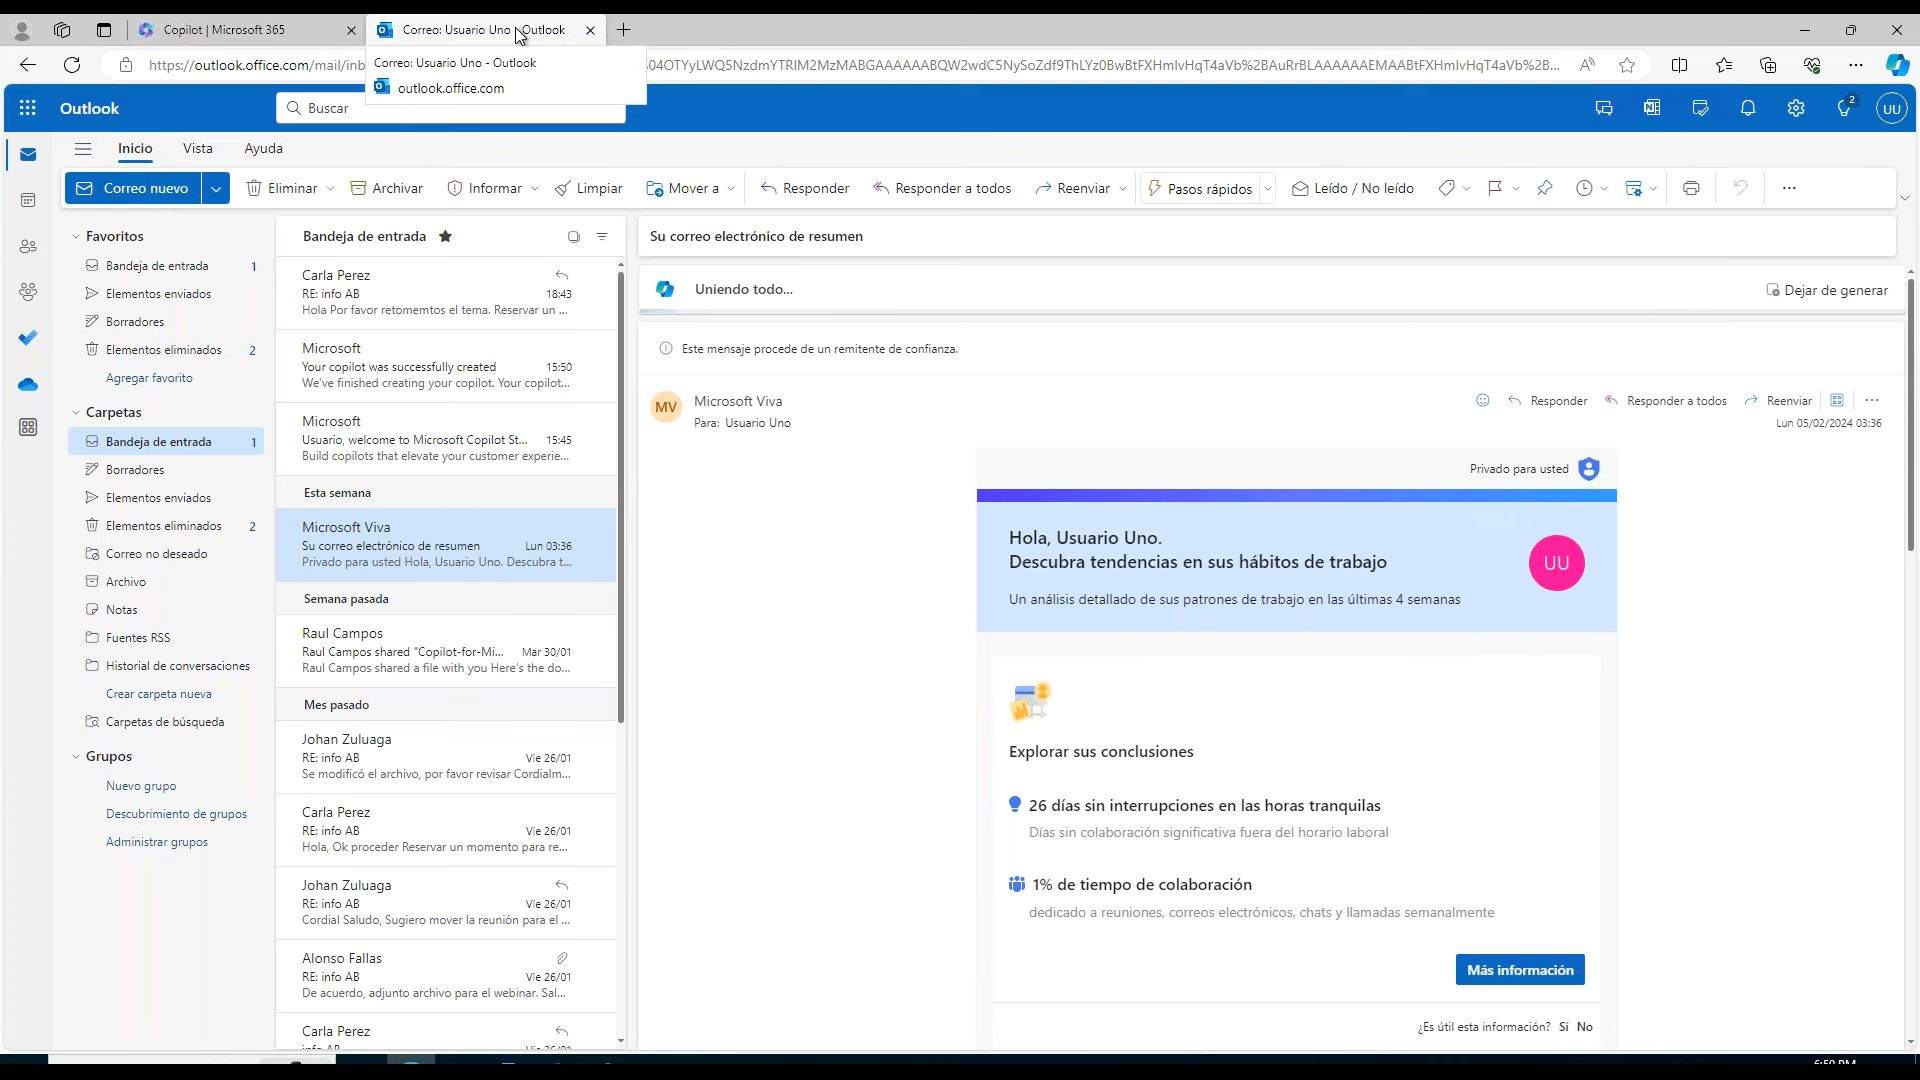 Copilot | Microsoft 365
Correo: Usuario Uno - Outlook
Correo: Usuario Uno - Outlook
outlook.office.com
https://outlook.office.com/mail/inb
Outlook
Buscar
2
UU
Inicio
Vista
Ayuda
Correo nuevo
Eliminar
Archivar
Informar
Limpiar
Mover a
Responder
Responder a todos
Reenviar
Pasos rápidos
Leído / No leído
Favoritos
Bandeja de entrada 1
Elementos enviados
Borradores
Elementos eliminados 2
Agregar favorito
Carpetas
Bandeja de entrada 1
Borradores
Elementos enviados
Elementos eliminados 2
Correo no deseado
Archivo
Notas
Fuentes RSS
Historial de conversaciones
Crear carpeta nueva
Carpetas de búsqueda
Grupos
Nuevo grupo
Descubrimiento de grupos
Administrar grupos
Bandeja de entrada
Carla Perez
RE: info AB 18:43
Hola Por favor retomemtos el tema. Reservar un ...
Microsoft
Your copilot was successfully created 15:50
We've finished creating your copilot. Your copilot...
Microsoft
Usuario, welcome to Microsoft Copilot St... 15:45
Build copilots that elevate your customer experie...
Esta semana
Microsoft Viva
Su correo electrónico de resumen Lun 03:36
Privado para usted Hola, Usuario Uno. Descubra t...
Semana pasada
Raul Campos
Raul Campos shared "Copilot-for-Mi... Mar 30/01
Raul Campos shared a file with you Here's the do...
Mes pasado
Johan Zuluaga
RE: info AB Vie 26/01
Se modificó el archivo, por favor revisar Cordialm...
Carla Perez
RE: info AB Vie 26/01
Hola, Ok proceder Reservar un momento para re...
Johan Zuluaga
RE: info AB Vie 26/01
Cordial Saludo, Sugiero mover la reunión para el ...
Alonso Fallas
RE: info AB Vie 26/01
De acuerdo, adjunto archivo para el webinar. Sal...
Carla Perez
info AB Vie 26/01
Su correo electrónico de resumen
Uniendo todo...
Dejar de generar
Este mensaje procede de un remitente de confianza.
MV
Microsoft Viva
Para: Usuario Uno
Responder
Responder a todos
Reenviar
Lun 05/02/2024 03:36
Privado para usted
Hola, Usuario Uno.
Descubra tendencias en sus hábitos de trabajo
UU
Un análisis detallado de sus patrones de trabajo en las últimas 4 semanas
Explorar sus conclusiones
26 días sin interrupciones en las horas tranquilas
Días sin colaboración significativa fuera del horario laboral
1% de tiempo de colaboración
dedicado a reuniones, correos electrónicos, chats y llamadas semanalmente
Más información
¿Es útil esta información? Sí No